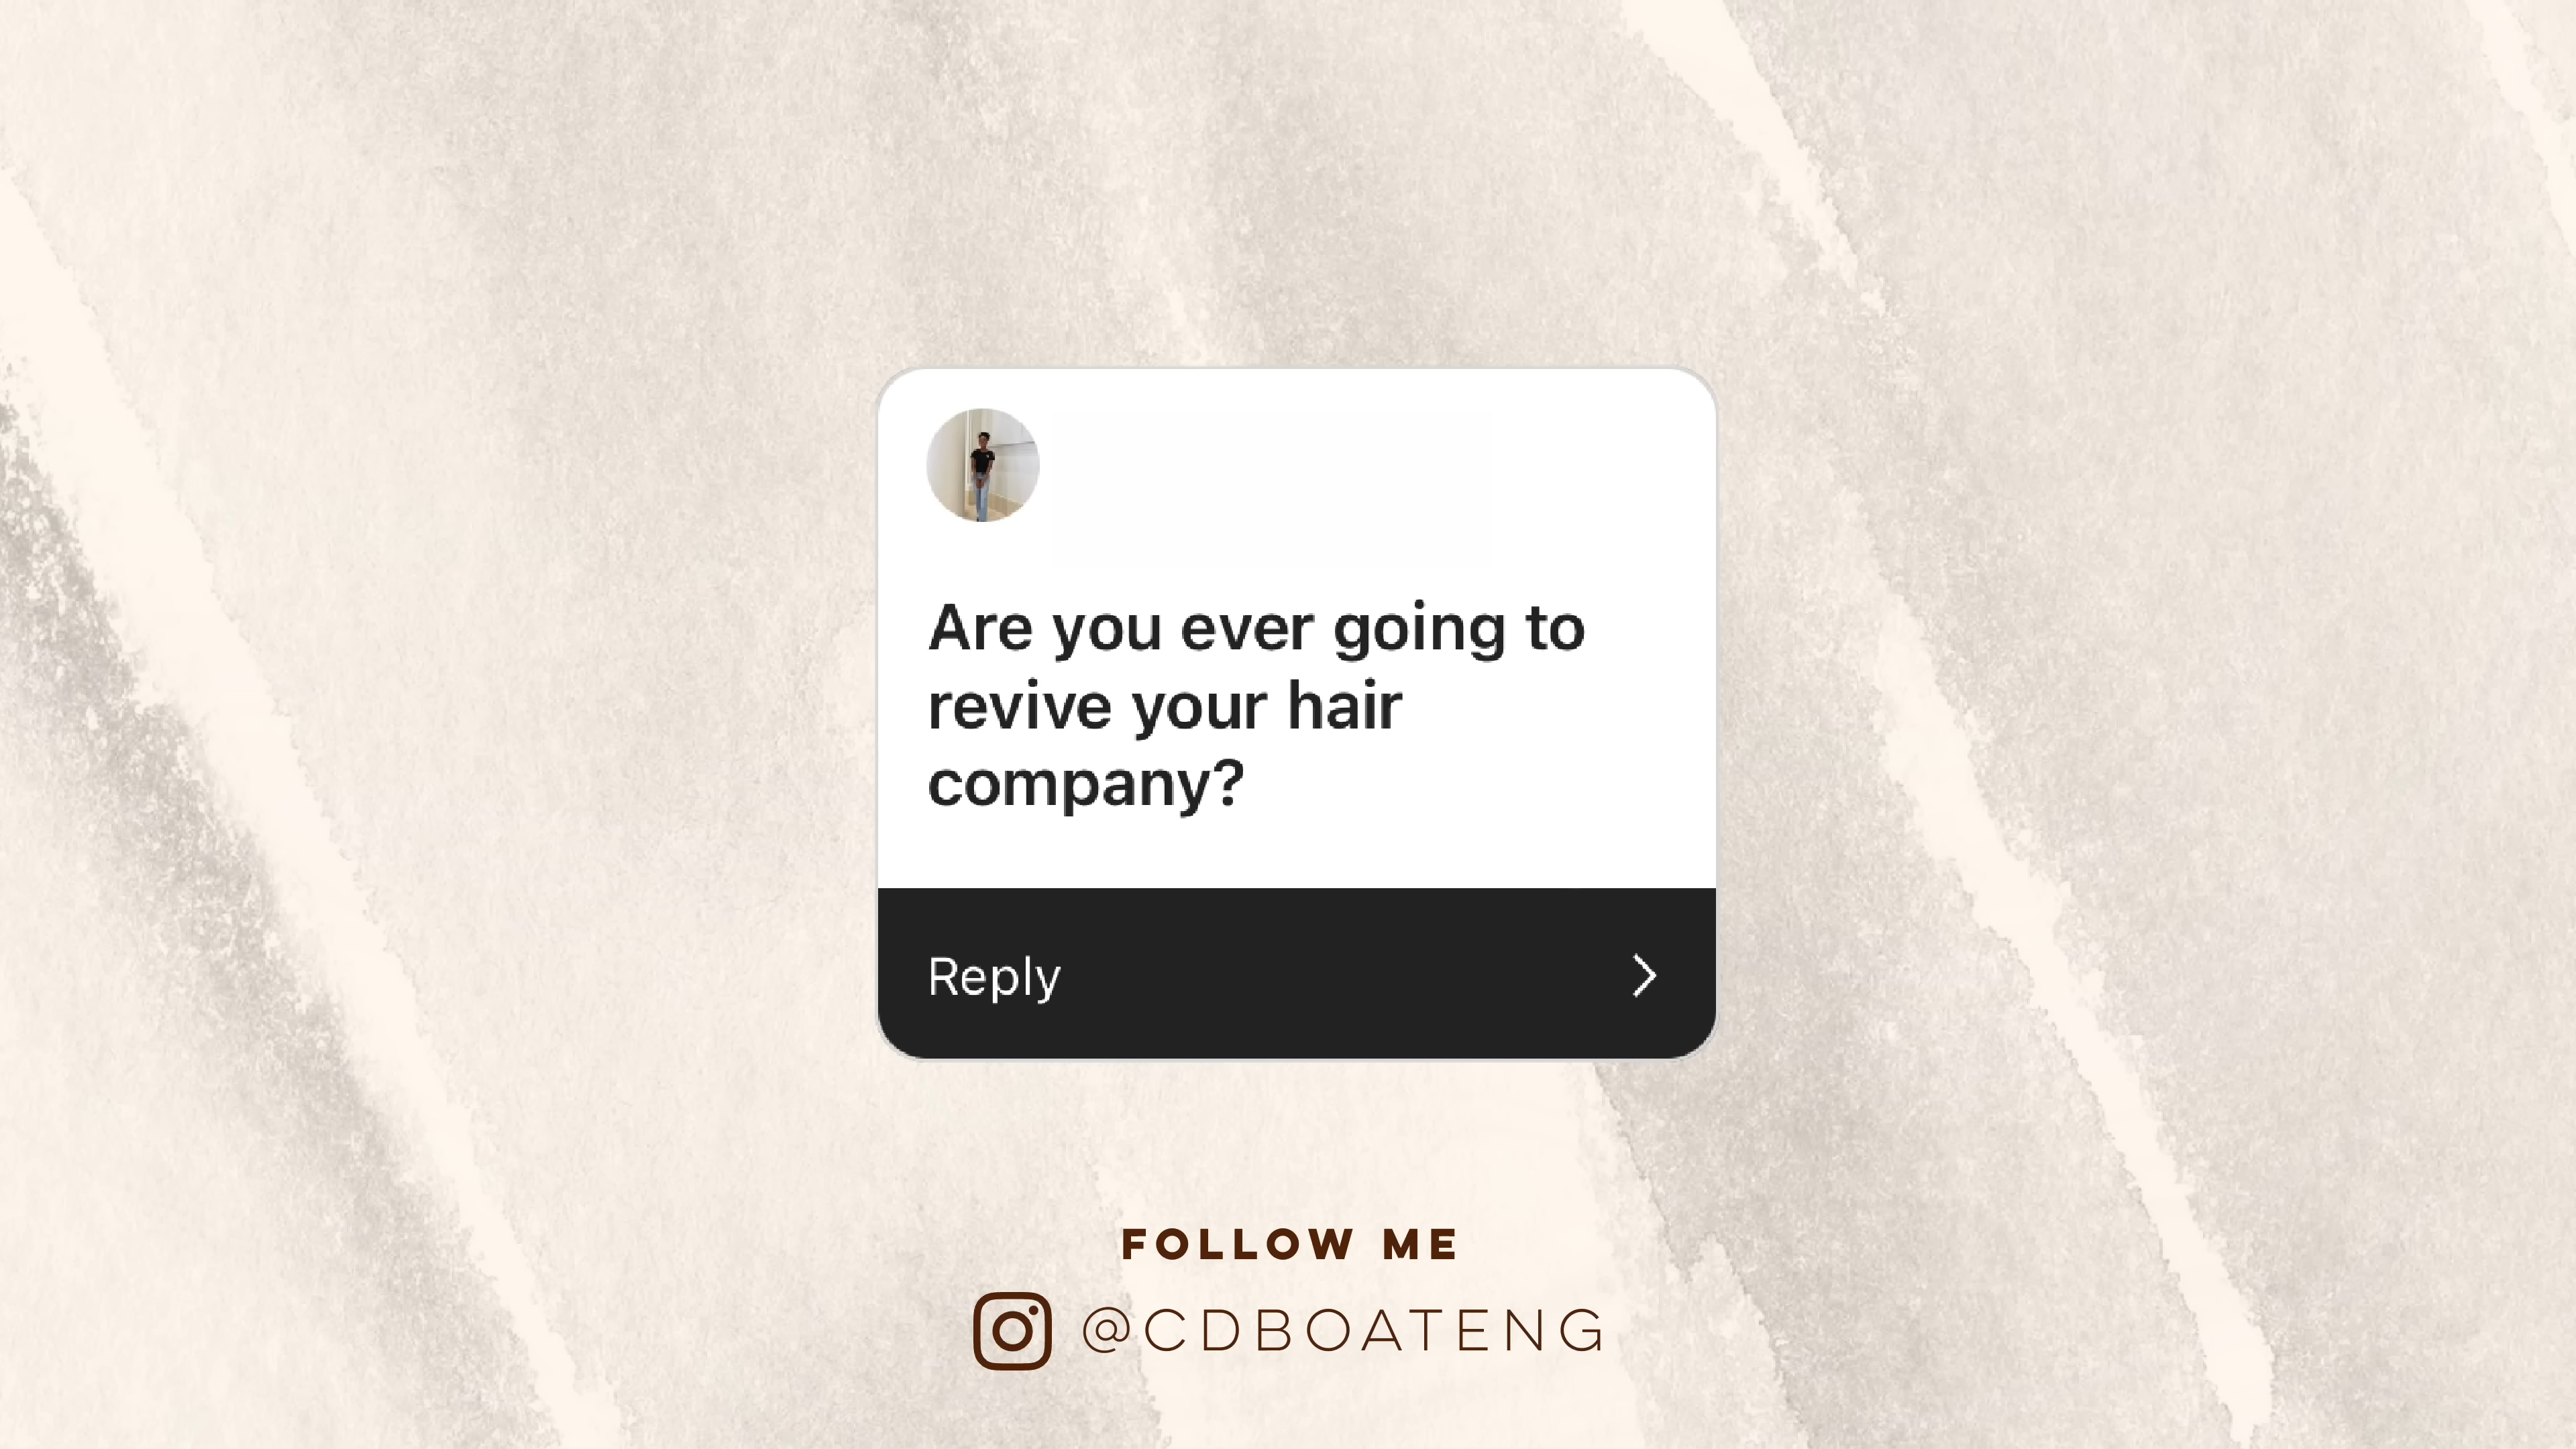 Are you ever going to
revive your hair
company?
Reply
FOLLOW ME
@CDBOATENG